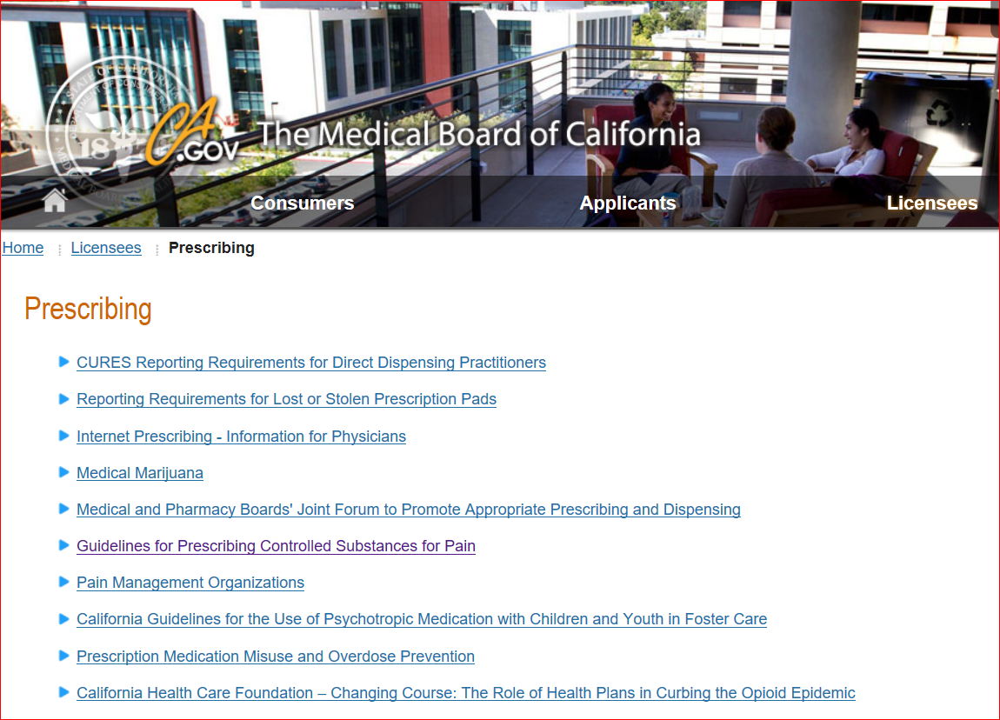 STATE OF CALIFORNIA
18
CA
.GOV
The Medical Board of California
Consumers
Applicants
Licensees
Home
Licensees
Prescribing
Prescribing
CURES Reporting Requirements for Direct Dispensing Practitioners
Reporting Requirements for Lost or Stolen Prescription Pads
Internet Prescribing - Information for Physicians
Medical Marijuana
Medical and Pharmacy Boards' Joint Forum to Promote Appropriate Prescribing and Dispensing
Guidelines for Prescribing Controlled Substances for Pain
Pain Management Organizations
California Guidelines for the Use of Psychotropic Medication with Children and Youth in Foster Care
Prescription Medication Misuse and Overdose Prevention
California Health Care Foundation – Changing Course: The Role of Health Plans in Curbing the Opioid Epidemic